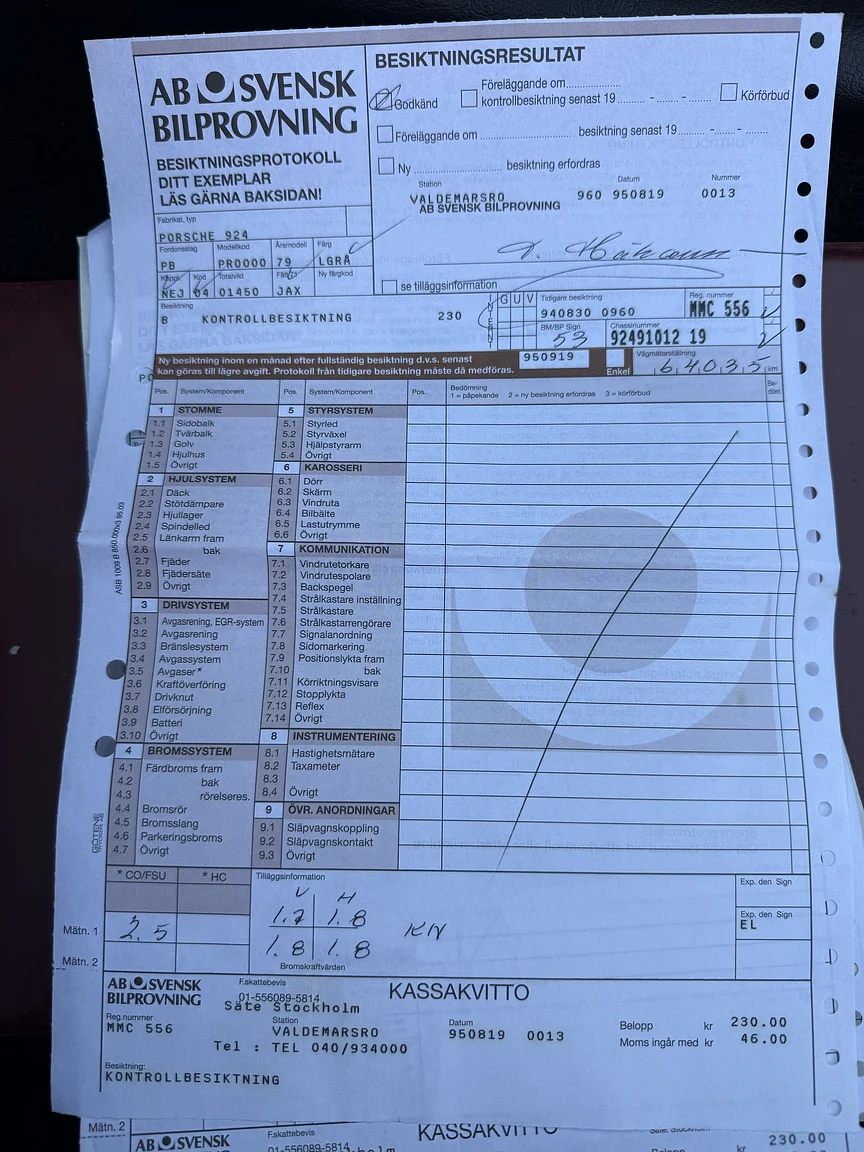 AB SVENSK
BILPROVNING
BESIKTNINGSPROTOKOLL
DITT EXEMPLAR
LÄS GÄRNA BAKSIDAN!
BESIKTNINGSRESULTAT
Godkänd
Föreläggande om
kontrollbesiktning senast 19
Körförbud
Föreläggande om besiktning senast 19
Ny besiktning erfordras
Station Datum Nummer
VALDEMARSRO 960 950819 0013
AB SVENSK BILPROVNING
Fabrikat, typ
PORSCHE 924
Fordonsslag Modellkod Årsmodell Färg
PB PR0000 79 LGRÅ
Kod Totalvikt Ny färgkod
NEJ 04 01450 JAX
se tilläggsinformation
Besiktning
B KONTROLLBESIKTNING 230
INTERNT
G U V
Tidigare besiktning
940830 0960
Reg. nummer
MMC 556
BM/BP Sign
53
Chassinummer
92491012 19
Ny besiktning inom en månad efter fullständig besiktning d.v.s. senast 950919
kan göras till lägre avgift. Protokoll från tidigare besiktning måste då medföras.
Enkel
Vägmätarställning
64035 km
Pos. System/Komponent Pos. System/Komponent Pos. Bedömning
1 = påpekande 2 = ny besiktning erfordras 3 = körförbud
Bedöm.
1 STOMME
1.1 Sidobalk
1.2 Tvärbalk
1.3 Golv
1.4 Hjulhus
1.5 Övrigt
2 HJULSYSTEM
2.1 Däck
2.2 Stötdämpare
2.3 Hjullager
2.4 Spindelled
2.5 Länkarm fram
2.6 bak
2.7 Fjäder
2.8 Fjädersäte
2.9 Övrigt
3 DRIVSYSTEM
3.1 Avgasrening, EGR-system
3.2 Avgasrening
3.3 Bränslesystem
3.4 Avgassystem
3.5 Avgaser*
3.6 Kraftöverföring
3.7 Drivknut
3.8 Elförsörjning
3.9 Batteri
3.10 Övrigt
4 BROMSSYSTEM
4.1 Färdbroms fram
4.2 bak
4.3 rörelseres.
4.4 Bromsrör
4.5 Bromsslang
4.6 Parkeringsbroms
4.7 Övrigt
5 STYRSYSTEM
5.1 Styrled
5.2 Styrväxel
5.3 Hjälpstyrarm
5.4 Övrigt
6 KAROSSERI
6.1 Dörr
6.2 Skärm
6.3 Vindruta
6.4 Bilbälte
6.5 Lastutrymme
6.6 Övrigt
7 KOMMUNIKATION
7.1 Vindrutetorkare
7.2 Vindrutespolare
7.3 Backspegel
7.4 Strålkastare inställning
7.5 Strålkastare
7.6 Strålkastarrengörare
7.7 Signalanordning
7.8 Sidomarkering
7.9 Positionslykta fram
7.10 bak
7.11 Körriktningsvisare
7.12 Stopplykta
7.13 Reflex
7.14 Övrigt
8 INSTRUMENTERING
8.1 Hastighetsmätare
8.2 Taxameter
8.3
8.4 Övrigt
9 ÖVR. ANORDNINGAR
9.1 Släpvagnskoppling
9.2 Släpvagnskontakt
9.3 Övrigt
* CO/FSU * HC
Tilläggsinformation
Exp. den Sign
V H
1.7 1.8
1.8 1.8
KN
Bromskraftvärden
Mätn. 1
2.5
Mätn. 2
Exp. den Sign
EL
AB SVENSK
BILPROVNING
F.skattebevis
01-556089-5814
Säte Stockholm
KASSAKVITTO
Reg.nummer
MMC 556
Station
VALDEMARSRO
Datum
950819 0013
Belopp kr 230.00
Moms ingår med kr 46.00
Tel : TEL 040/934000
Besiktning:
KONTROLLBESIKTNING
Mätn. 2
AB SVENSK
F.skattebevis
01-556089-5814
KASSAKVITTO
kr 230.00